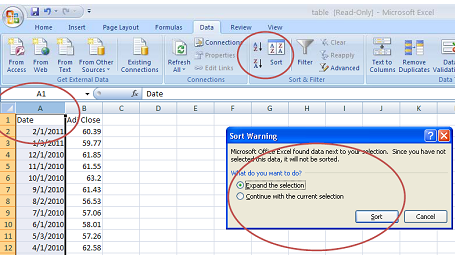 table [Read-Only] - Microsoft Excel
Home Insert Page Layout Formulas Data Review View
From Access From Web From Text From Other Sources Existing Connections
Get External Data
Refresh All Connections Properties Edit Links
Connections
Sort Filter Clear Reapply Advanced
Sort & Filter
Text to Columns Remove Duplicates Data Validation
Data
A1 fx Date
A B C D E F G H I J K
1 Date Adj Close
2 2/1/2011 60.39
3 1/3/2011 59.77
4 12/1/2010 61.85
5 11/1/2010 61.55
6 10/1/2010 63.2
7 9/1/2010 61.43
8 8/2/2010 56.53
9 7/1/2010 57.06
10 6/1/2010 58.01
11 5/3/2010 57.26
12 4/1/2010 62.58
Sort Warning
Microsoft Office Excel found data next to your selection. Since you have not
selected this data, it will not be sorted.
What do you want to do?
Expand the selection
Continue with the current selection
Sort Cancel